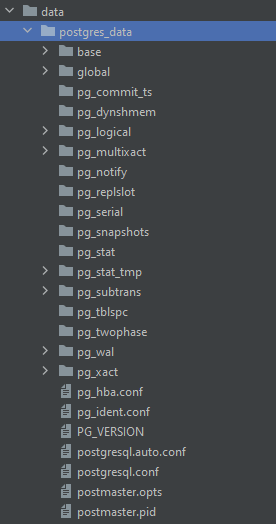 data
postgres_data
base
global
pg_commit_ts
pg_dynshmem
pg_logical
pg_multixact
pg_notify
pg_replslot
pg_serial
pg_snapshots
pg_stat
pg_stat_tmp
pg_subtrans
pg_tblspc
pg_twophase
pg_wal
pg_xact
pg_hba.conf
pg_ident.conf
PG_VERSION
postgresql.auto.conf
postgresql.conf
postmaster.opts
postmaster.pid